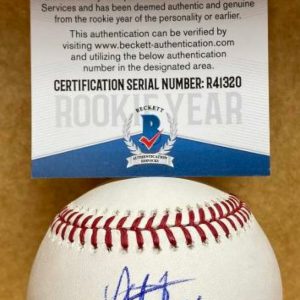 Services and has been deemed authentic and genuine
from the rookie year of the personality or earlier.
This authentication can be verified by
visiting www.beckett-authentication.com
and utilizing the below authentication
number in the designated area.
CERTIFICATION SERIAL NUMBER: R41320
ROOKIE YEAR
BECKETT
B
AUTHENTICATION
SERVICES